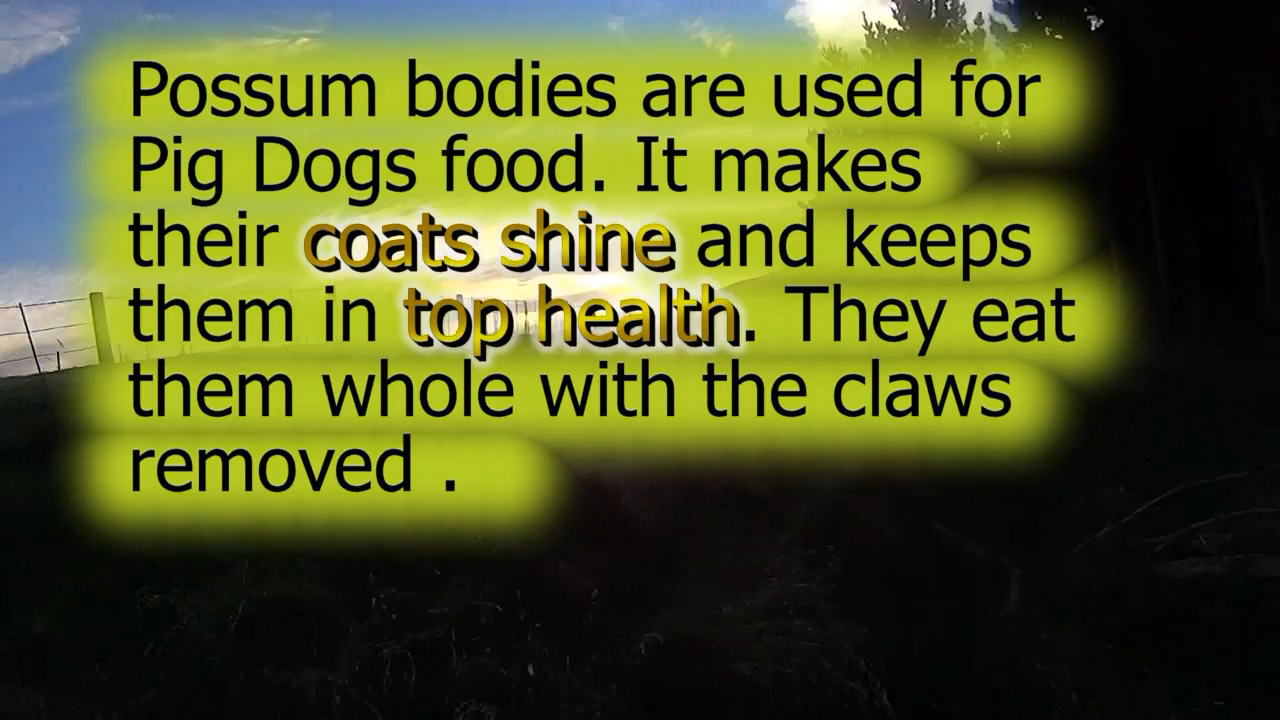 Possum bodies are used for
Pig Dogs food. It makes
their coats shine and keeps
them in top health. They eat
them whole with the claws
removed .